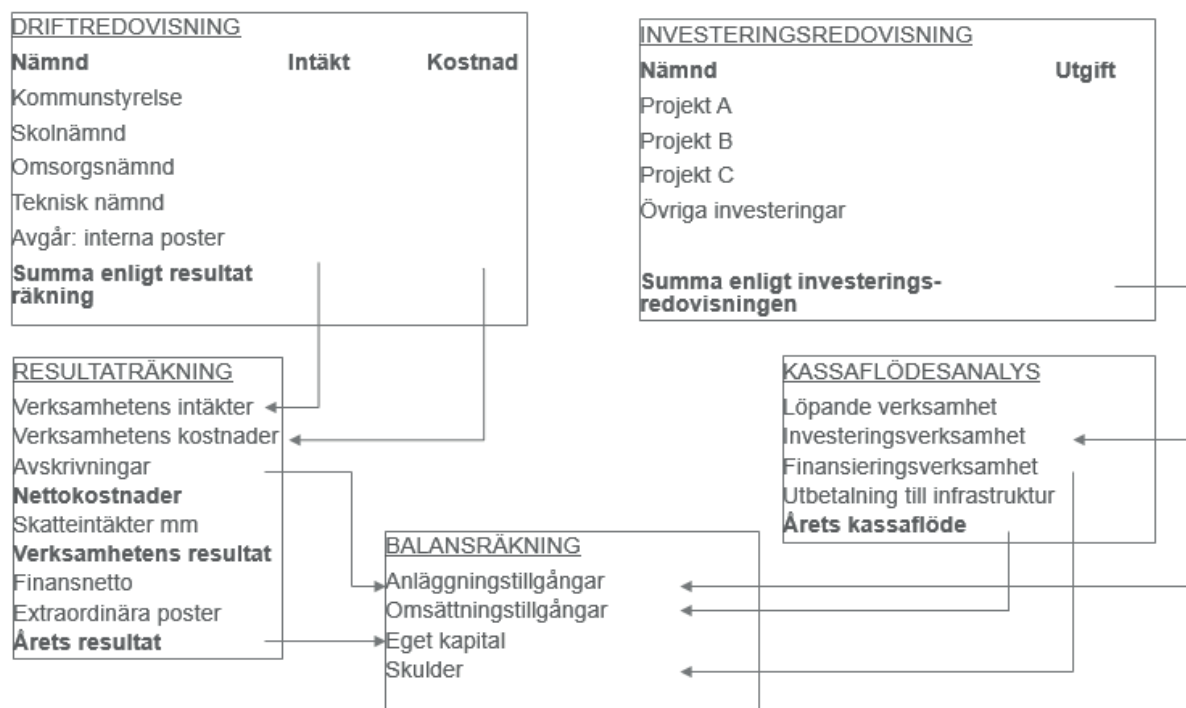 DRIFTREDOVISNING
Nämnd Intäkt Kostnad
Kommunstyrelse
Skolnämnd
Omsorgsnämnd
Teknisk nämnd
Avgår: interna poster
Summa enligt resultat
räkning
INVESTERINGSREDOVISNING
Nämnd Utgift
Projekt A
Projekt B
Projekt C
Övriga investeringar
Summa enligt investerings-
redovisningen
RESULTATRÄKNING
Verksamhetens intäkter
Verksamhetens kostnader
Avskrivningar
Nettokostnader
Skatteintäkter mm
Verksamhetens resultat
Finansnetto
Extraordinära poster
Årets resultat
KASSAFLÖDESANALYS
Löpande verksamhet
Investeringsverksamhet
Finansieringsverksamhet
Utbetalning till infrastruktur
Årets kassaflöde
BALANSRÄKNING
Anläggningstillgångar
Omsättningstillgångar
Eget kapital
Skulder